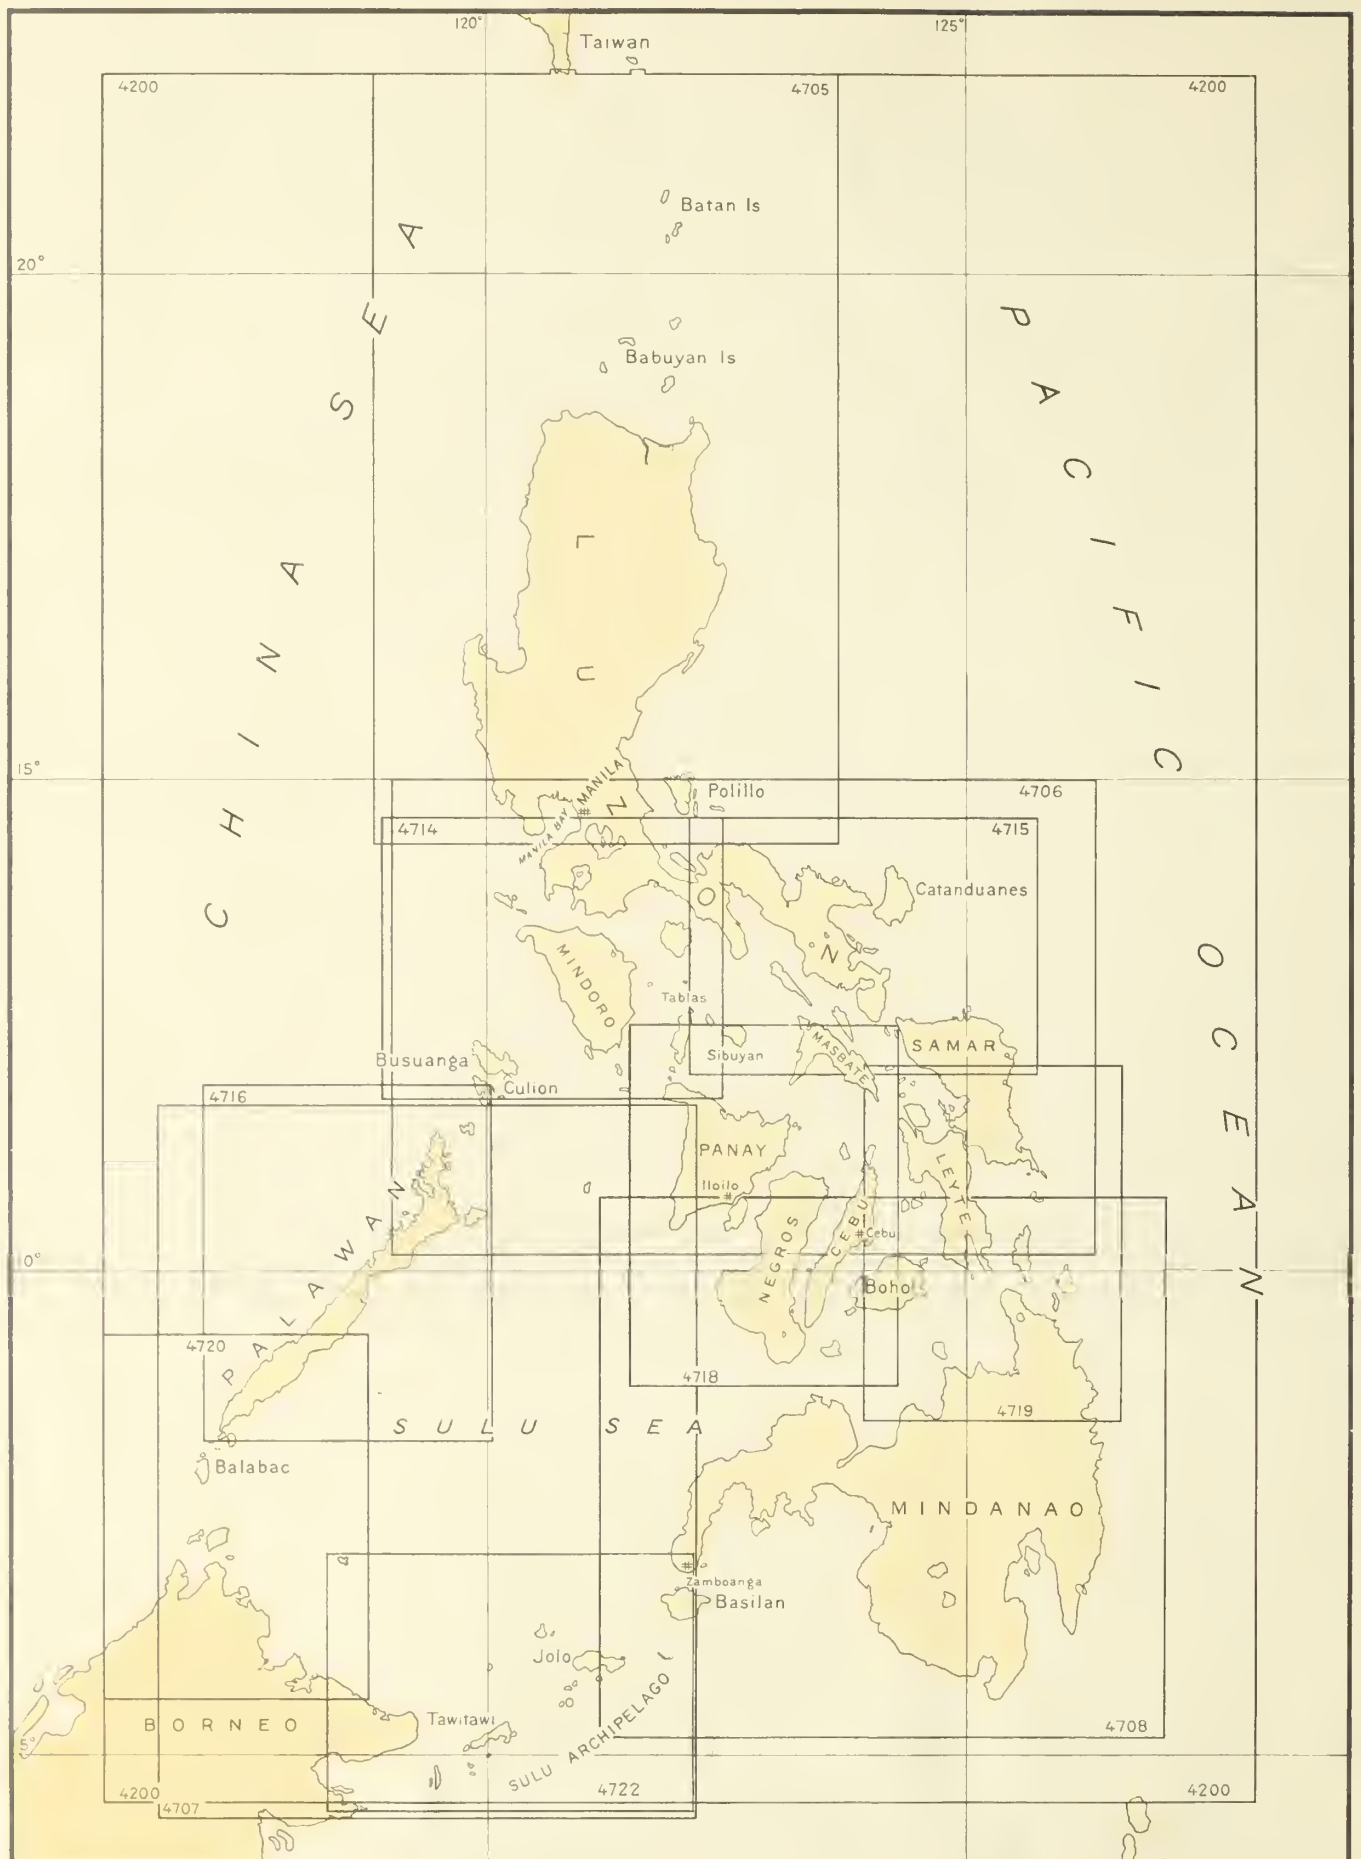 120°
125°
Taiwan
4200
4705
4200
Batan Is
20°
CHINA SEA
PACIFIC OCEAN
Babuyan Is
LUZON
15°
MANILA
MANILA BAY
Polillo
4706
4714
4715
Catanduanes
MINDORO
Tablas
Busuanga
Sibuyan
MASBATE
SAMAR
Culion
4716
PANAY
Iloilo
LEYTE
PALAWAN
NEGROS
CEBU
Cebu
0°
Boho
4720
4718
SULU SEA
4719
Balabac
MINDANAO
Zamboanga
Basilan
Jolo
SULU ARCHIPELAGO
BORNEO
Tawitawi
4708
5°
4200
4722
4200
4707